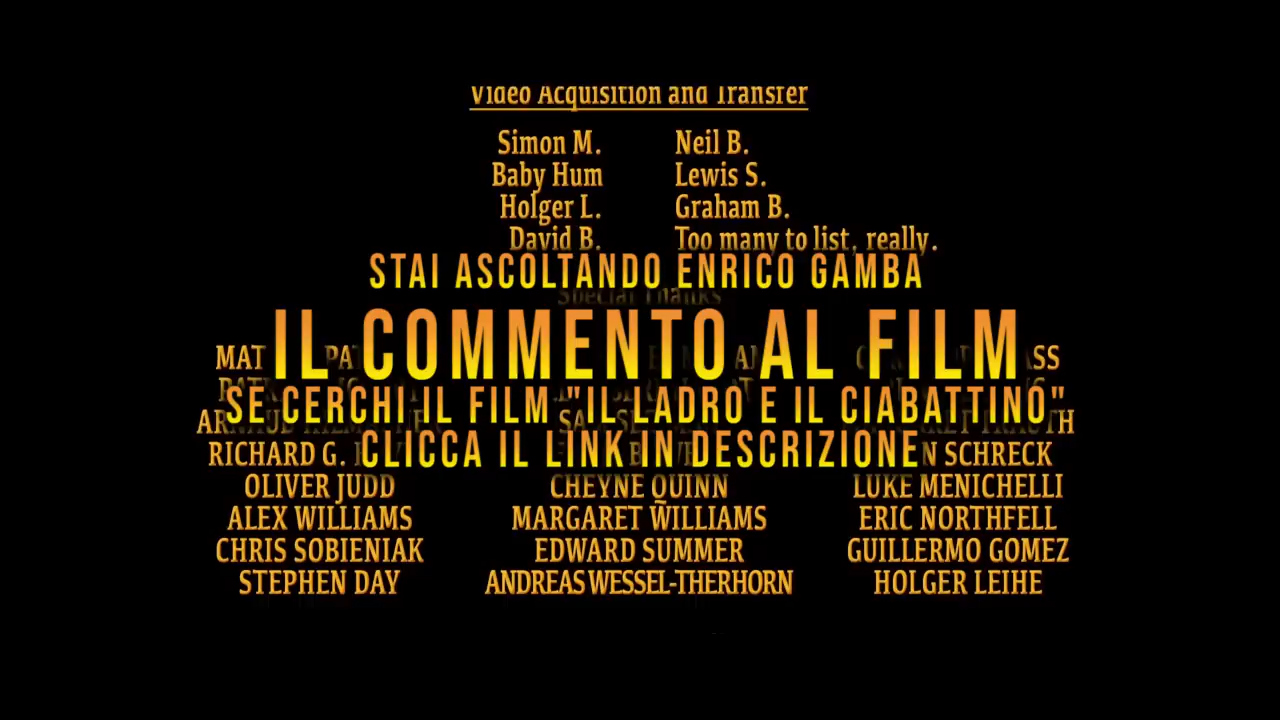 Video Acquisition and Transfer
Simon M. Neil B.
Baby Hum Lewis S.
Holger L. Graham B.
David B. Too many to list, really.
STAI ASCOLTANDO ENRICO GAMBA
Special Thanks
IL COMMENTO AL FILM
SE CERCHI IL FILM "IL LADRO E IL CIABATTINO"
CLICCA IL LINK IN DESCRIZIONE
RICHARD G. SCHRECK
OLIVER JUDD CHEYNE QUINN LUKE MENICHELLI
ALEX WILLIAMS MARGARET WILLIAMS ERIC NORTHFELL
CHRIS SOBIENIAK EDWARD SUMMER GUILLERMO GOMEZ
STEPHEN DAY ANDREAS WESSEL-THERHORN HOLGER LEIHE